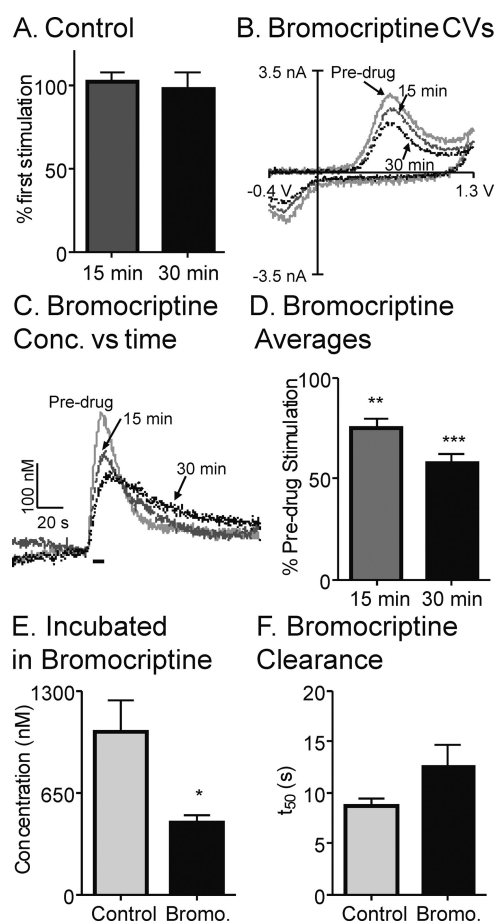 A. Control
% first stimulation
100
50
0
15 min
30 min
B. Bromocriptine CVs
3.5 nA
Pre-drug
15 min
30 min
-0.4 V
1.3 V
-3.5 nA
C. Bromocriptine
Conc. vs time
Pre-drug
15 min
30 min
100 nM
20 s
D. Bromocriptine
Averages
% Pre-drug Stimulation
100
50
0
**
***
15 min
30 min
E. Incubated
in Bromocriptine
Concentration (nM)
1300
650
0
*
Control
Bromo.
F. Bromocriptine
Clearance
t50 (s)
20
15
10
5
0
Control
Bromo.